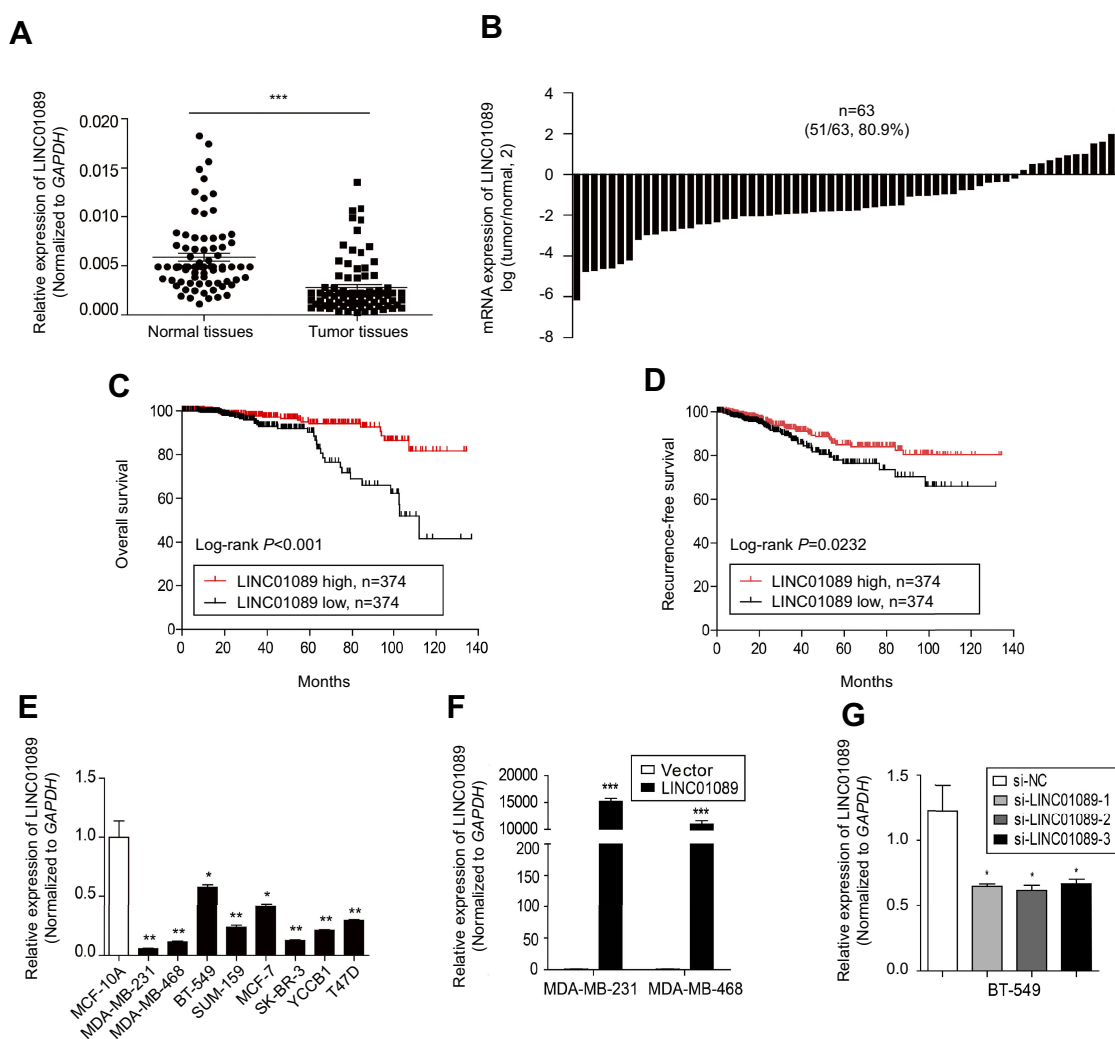 A
Relative expression of LINC01089
(Normalized to GAPDH)
***
0.020
0.015
0.010
0.005
0.000
Normal tissues
Tumor tissues
B
mRNA expression of LINC01089
log (tumor/normal, 2)
4
2
0
-2
-4
-6
-8
n=63
(51/63, 80.9%)
C
Overall survival
100
80
60
40
20
0
Log-rank P<0.001
LINC01089 high, n=374
LINC01089 low, n=374
0 20 40 60 80 100 120 140
Months
D
Recurrence-free survival
100
80
60
40
20
0
Log-rank P=0.0232
LINC01089 high, n=374
LINC01089 low, n=374
0 20 40 60 80 100 120 140
Months
E
Relative expression of LINC01089
(Normalized to GAPDH)
1.5
1.0
0.5
0.0
** ** * ** * ** ** **
MCF-10A
MDA-MB-231
MDA-MB-468
BT-549
SUM-159
MCF-7
SK-BR-3
YCCB1
T47D
F
Relative expression of LINC01089
(Normalized to GAPDH)
Vector
LINC01089
20000
15000
10000
200
150
100
50
0
*** ***
MDA-MB-231 MDA-MB-468
G
Relative expression of LINC01089
(Normalized to GAPDH)
si-NC
si-LINC01089-1
si-LINC01089-2
si-LINC01089-3
1.5
1.0
0.5
0.0
* * *
BT-549